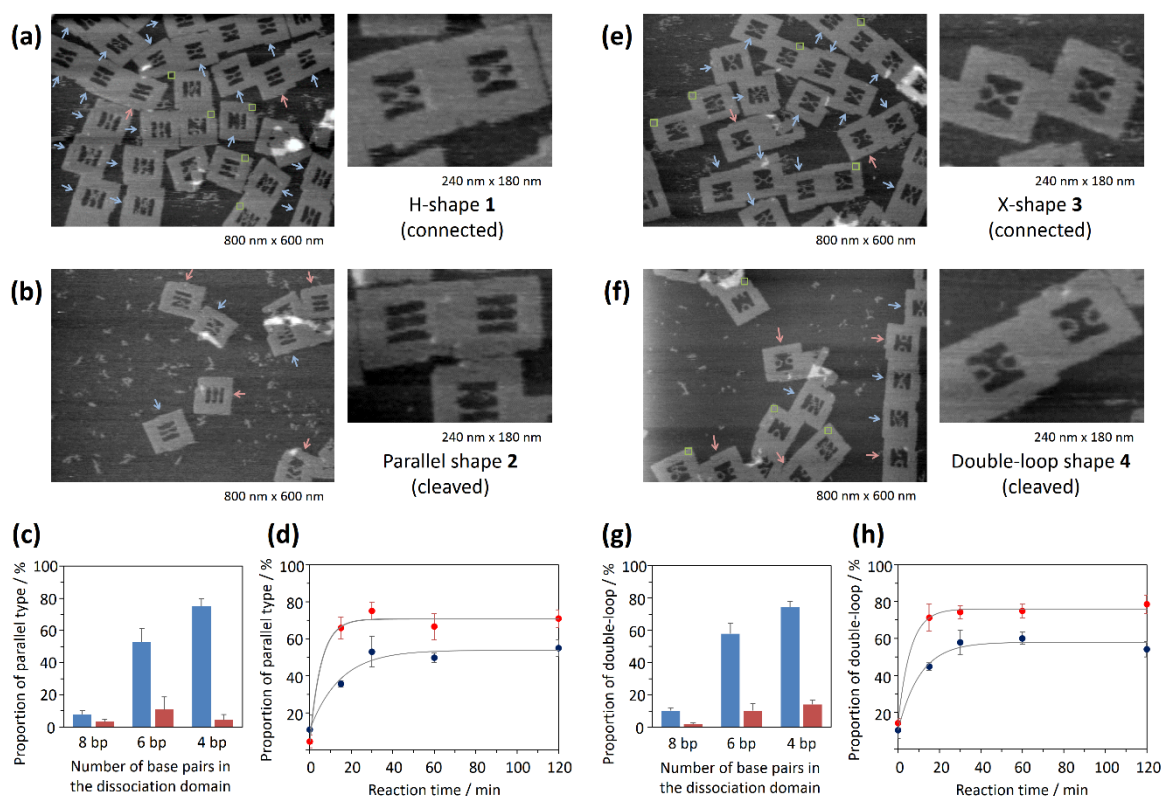 (a)
240 nm x 180 nm
H-shape 1
(connected)
800 nm x 600 nm
(b)
240 nm x 180 nm
Parallel shape 2
(cleaved)
800 nm x 600 nm
(c)
Proportion of parallel type / %
100
80
60
40
20
0
8 bp 6 bp 4 bp
Number of base pairs in
the dissociation domain
(d)
Proportion of parallel type / %
100
80
60
40
20
0 20 40 60 80 100 120
Reaction time / min
(e)
240 nm x 180 nm
X-shape 3
(connected)
800 nm x 600 nm
(f)
240 nm x 180 nm
Double-loop shape 4
(cleaved)
800 nm x 600 nm
(g)
Proportion of double-loop / %
100
80
60
40
20
0
8 bp 6 bp 4 bp
Number of base pairs in
the dissociation domain
(h)
Proportion of double-loop / %
100
80
60
40
20
0 20 40 60 80 100 120
Reaction time / min